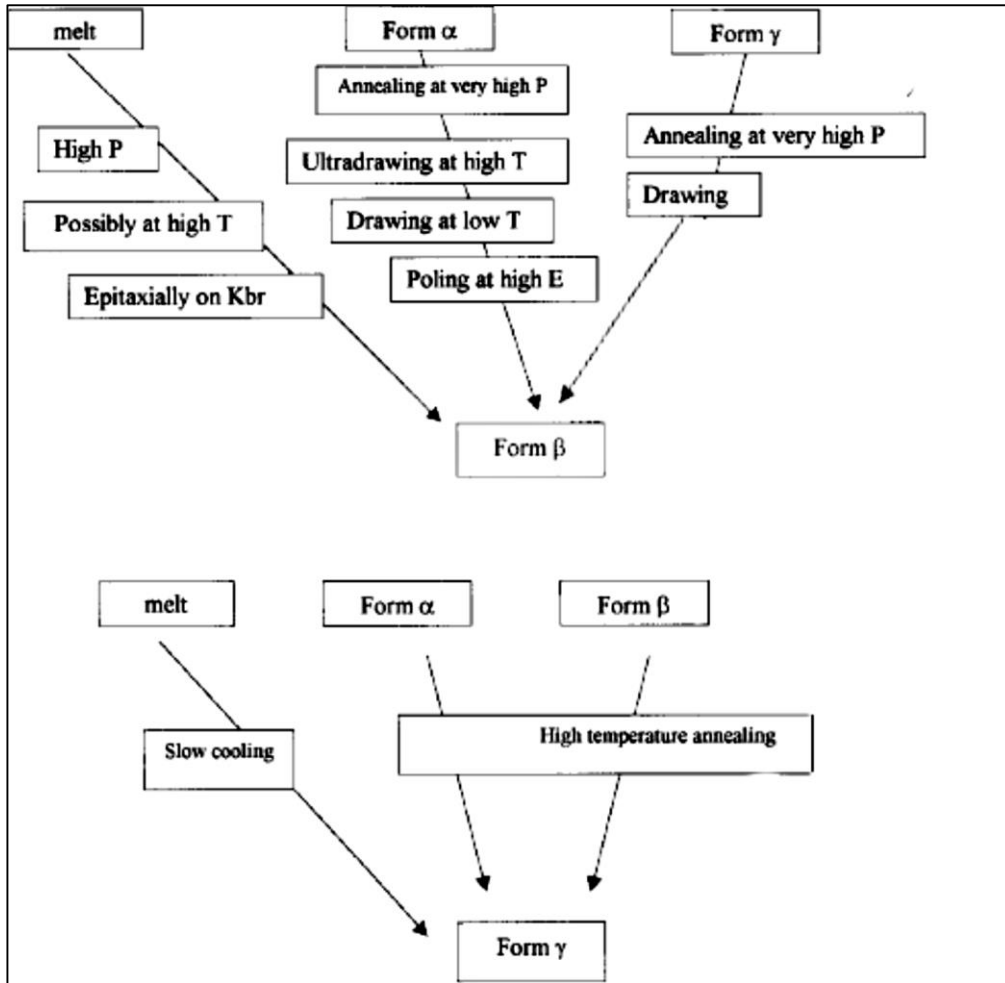 melt
Form α
Form γ
Annealing at very high P
Annealing at very high P
High P
Ultradrawing at high T
Drawing
Possibly at high T
Drawing at low T
Epitaxially on Kbr
Poling at high E
Form β
melt
Form α
Form β
Slow cooling
High temperature annealing
Form γ